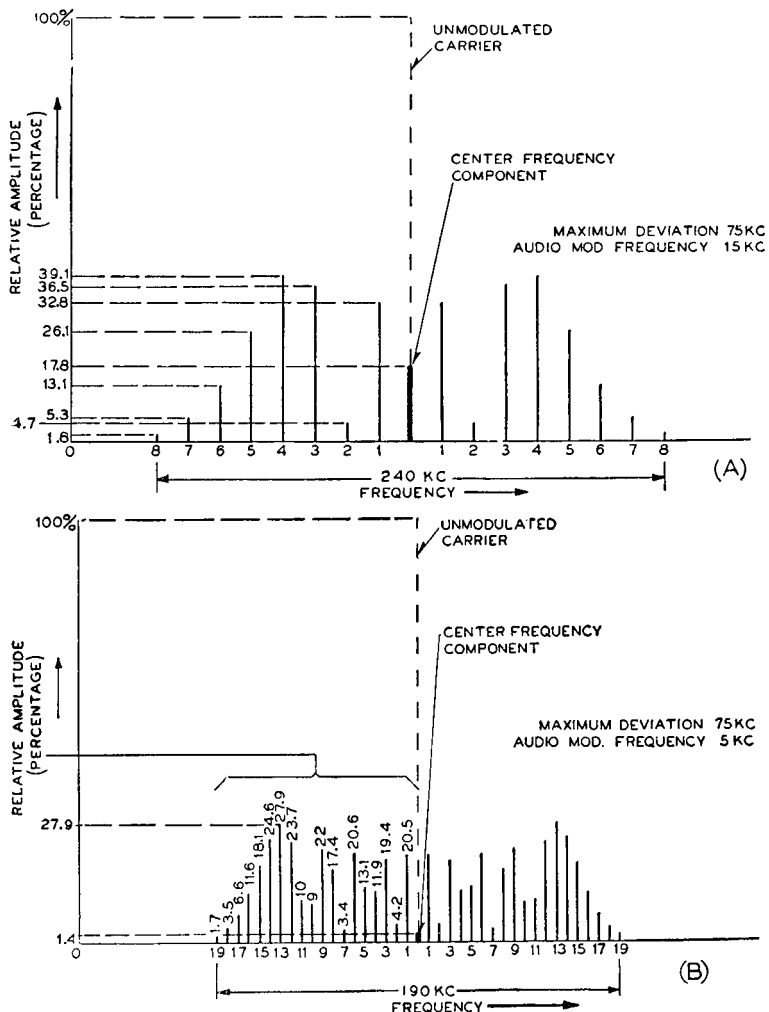 100%
UNMODULATED
CARRIER
RELATIVE AMPLITUDE
(PERCENTAGE)
CENTER FREQUENCY
COMPONENT
MAXIMUM DEVIATION 75KC
AUDIO MOD FREQUENCY 15KC
39.1
36.5
32.8
26.1
17.8
13.1
5.3
4.7
1.8
0 8 7 6 5 4 3 2 1 1 2 3 4 5 6 7 8
240 KC
FREQUENCY
(A)
100%
UNMODULATED
CARRIER
CENTER FREQUENCY
COMPONENT
RELATIVE AMPLITUDE
(PERCENTAGE)
MAXIMUM DEVIATION 75KC
AUDIO MOD. FREQUENCY 5KC
27.9
1.7 3.5 6.6 11.6 18.1 24.6 27.9 23.7 10 9 22 17.4 3.4 20.6 13.1 11.9 19.4 4.2 20.5
1.4
0 19 17 15 13 11 9 7 5 3 1 1 3 5 7 9 11 13 15 17 19
190 KC
FREQUENCY
(B)